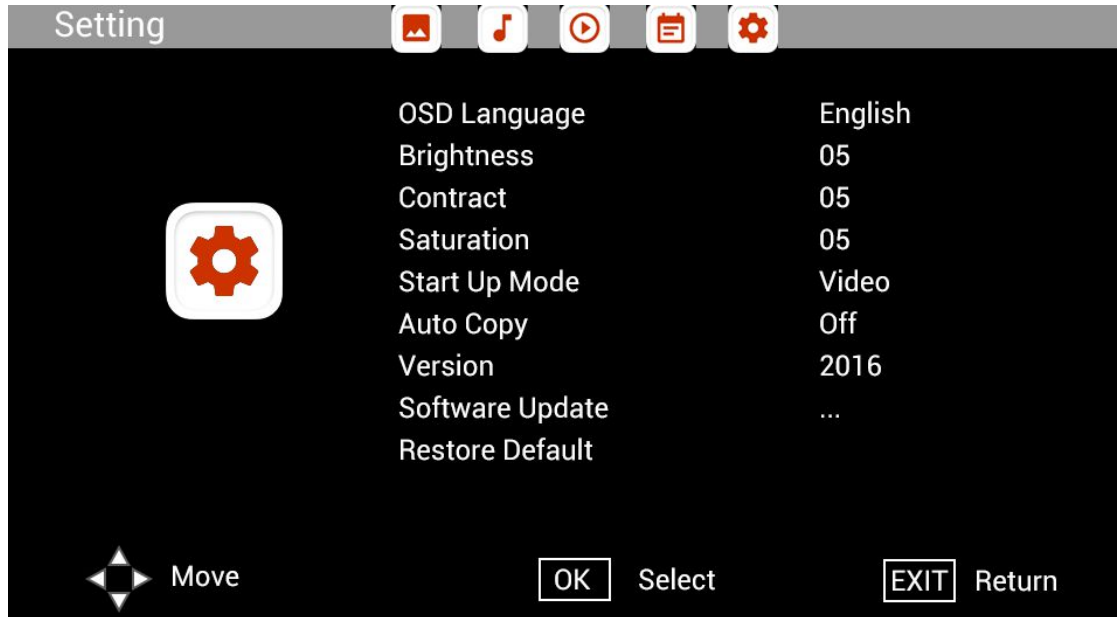 Setting
OSD Language English
Brightness 05
Contract 05
Saturation 05
Start Up Mode Video
Auto Copy Off
Version 2016
Software Update ...
Restore Default
Move OK Select EXIT Return